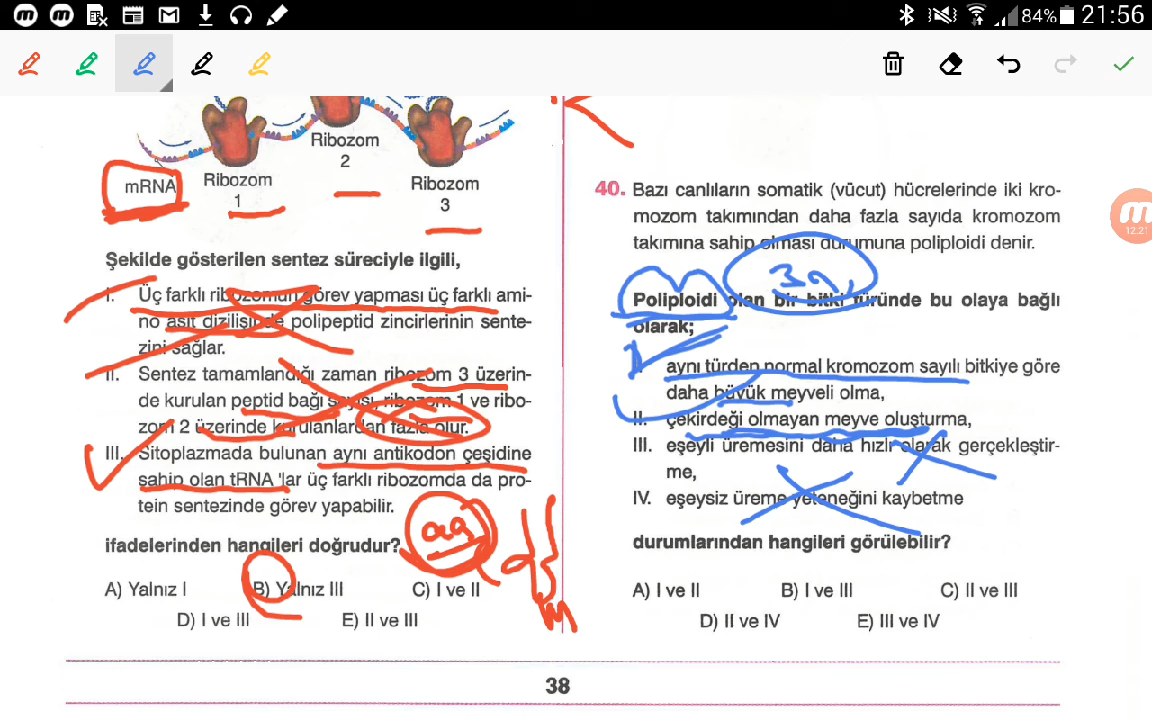 84% 21:56
12:21
mRNA
Ribozom
1
Ribozom
2
Ribozom
3
Şekilde gösterilen sentez süreciyle ilgili,
I. Üç farklı ribozomun görev yapması üç farklı ami-
no asit dizilişinde polipeptid zincirlerinin sente-
zini sağlar.
II. Sentez tamamlandığı zaman ribozom 3 üzerin-
de kurulan peptid bağı sayısı, ribozom 1 ve ribo-
zom 2 üzerinde kurulanlardan fazla olur.
III. Sitoplazmada bulunan aynı antikodon çeşidine
sahip olan tRNA 'lar üç farklı ribozomda da pro-
tein sentezinde görev yapabilir.
ifadelerinden hangileri doğrudur?
A) Yalnız I B) Yalnız III C) I ve II
D) I ve III E) II ve III
40. Bazı canlıların somatik (vücut) hücrelerinde iki kro-
mozom takımından daha fazla sayıda kromozom
takımına sahip olması durumuna poliploidi denir.
3n
Poliploidi olan bir bitki türünde bu olaya bağlı
olarak;
I. aynı türden normal kromozom sayılı bitkiye göre
daha büyük meyveli olma,
II. çekirdeği olmayan meyve oluşturma,
III. eşeyli üremesini daha hızlı olarak gerçekleştir-
me,
IV. eşeysiz üreme yeteneğini kaybetme
durumlarından hangileri görülebilir?
A) I ve II B) I ve III C) II ve III
D) II ve IV E) III ve IV
38